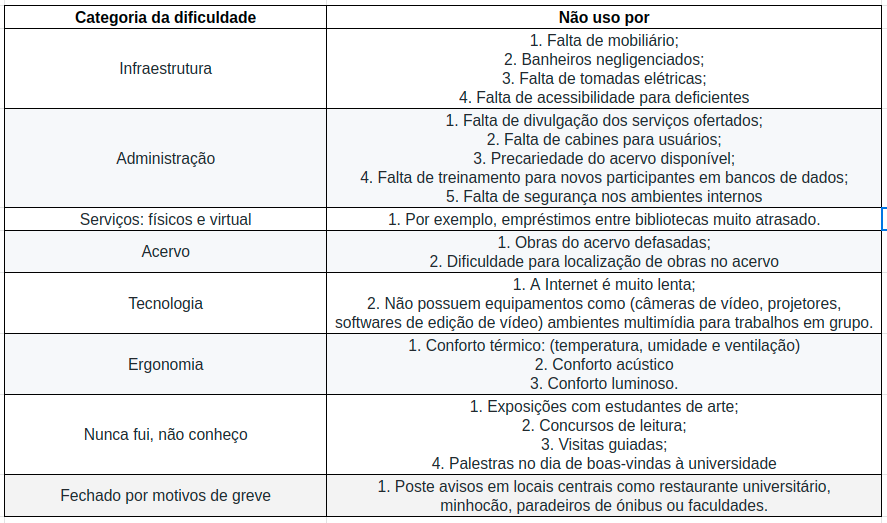 Categoria da dificuldade
Não uso por
Infraestrutura
1. Falta de mobiliário;
2. Banheiros negligenciados;
3. Falta de tomadas elétricas;
4. Falta de acessibilidade para deficientes
Administração
1. Falta de divulgação dos serviços ofertados;
2. Falta de cabines para usuários;
3. Precariedade do acervo disponível;
4. Falta de treinamento para novos participantes em bancos de dados;
5. Falta de segurança nos ambientes internos
Serviços: físicos e virtual
1. Por exemplo, empréstimos entre bibliotecas muito atrasado.
Acervo
1. Obras do acervo defasadas;
2. Dificuldade para localização de obras no acervo
Tecnologia
1. A Internet é muito lenta;
2. Não possuem equipamentos como (câmeras de vídeo, projetores,
softwares de edição de vídeo) ambientes multimídia para trabalhos em grupo.
Ergonomia
1. Conforto térmico: (temperatura, umidade e ventilação)
2. Conforto acústico
3. Conforto luminoso.
Nunca fui, não conheço
1. Exposições com estudantes de arte;
2. Concursos de leitura;
3. Visitas guiadas;
4. Palestras no dia de boas-vindas à universidade
Fechado por motivos de greve
1. Poste avisos em locais centrais como restaurante universitário,
minhocão, paradeiros de ónibus ou faculdades.